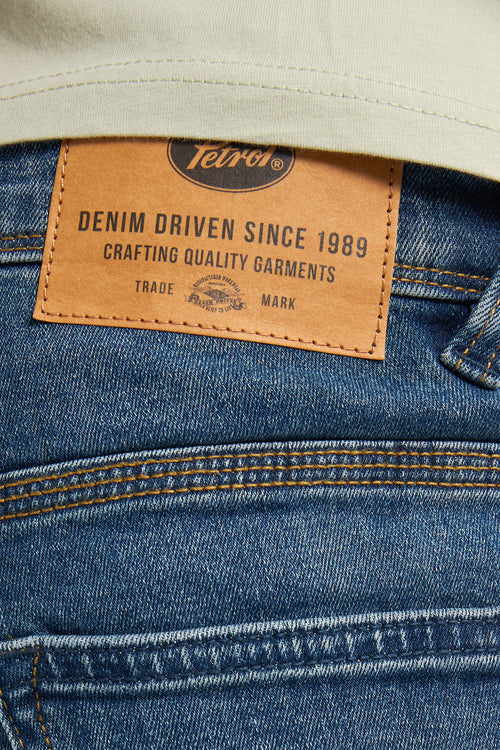 Petrol®
DENIM DRIVEN SINCE 1989
CRAFTING QUALITY GARMENTS
TRADE MARK